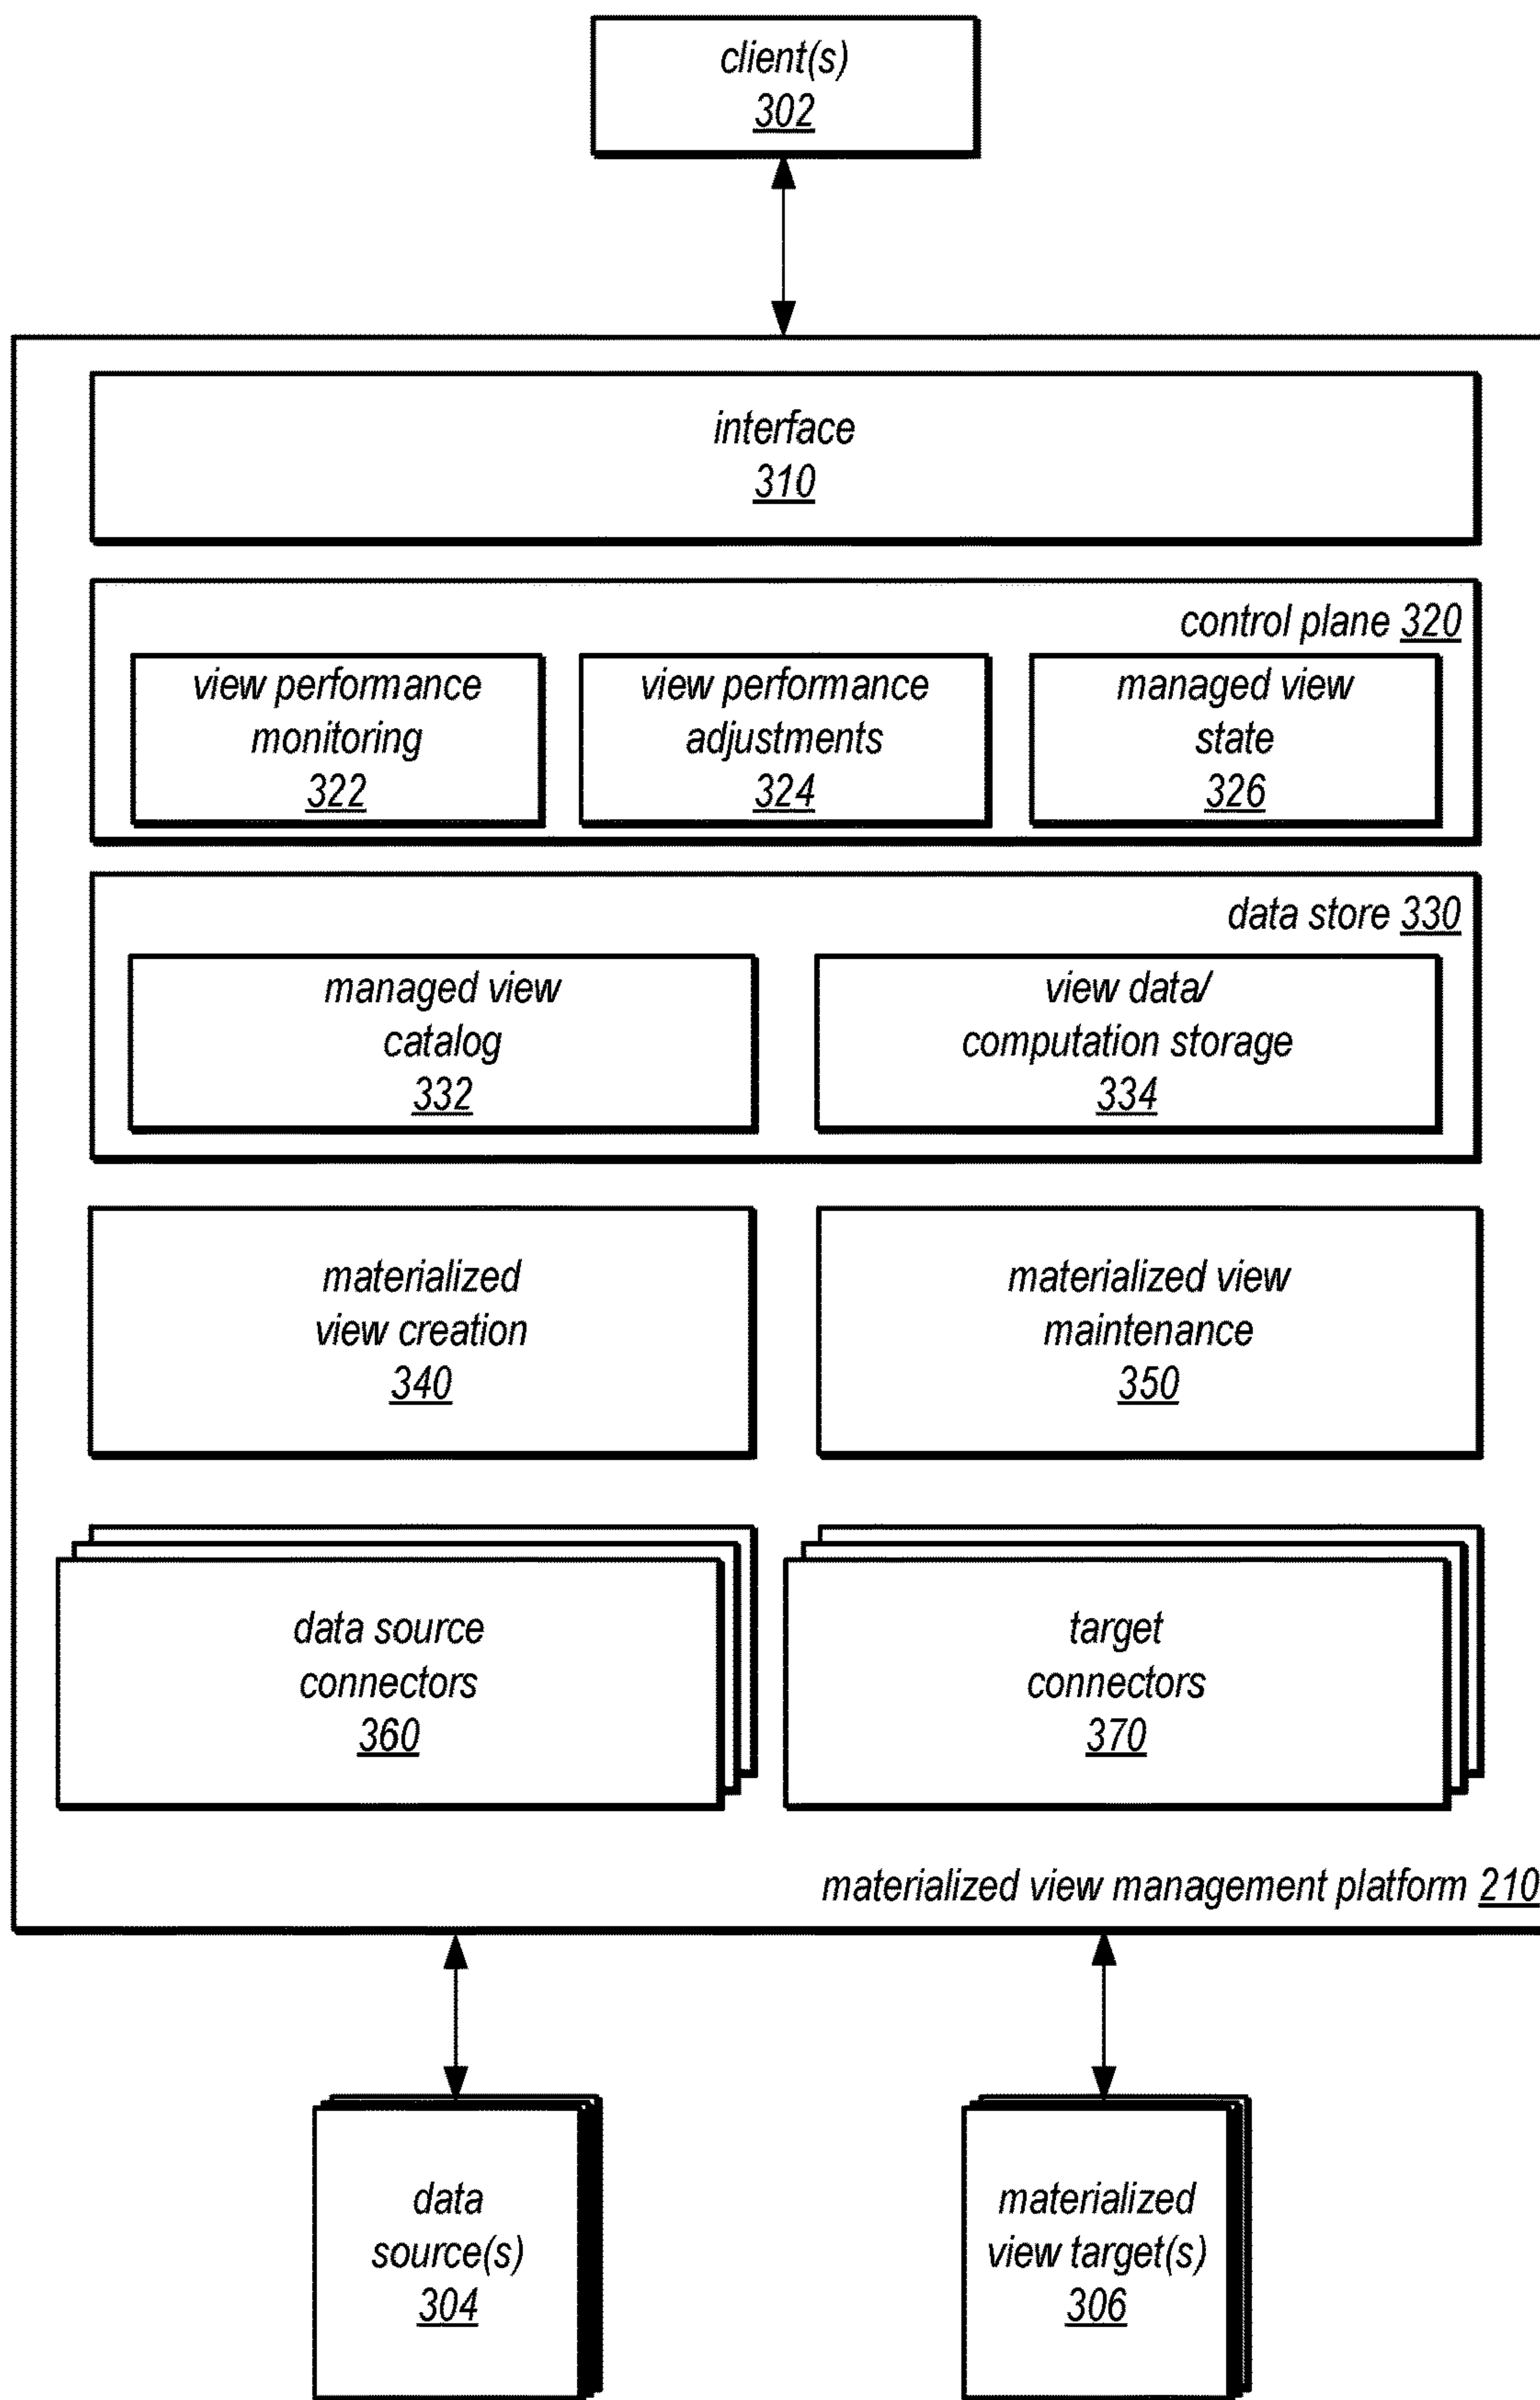 client(s)
302
interface
310
control plane 320
view performance
monitoring
322
view performance
adjustments
324
managed view
state
326
data store 330
managed view
catalog
332
view data/
computation storage
334
materialized
view creation
340
materialized view
maintenance
350
data source
connectors
360
target
connectors
370
materialized view management platform 210
data
source(s)
304
materialized
view target(s)
306